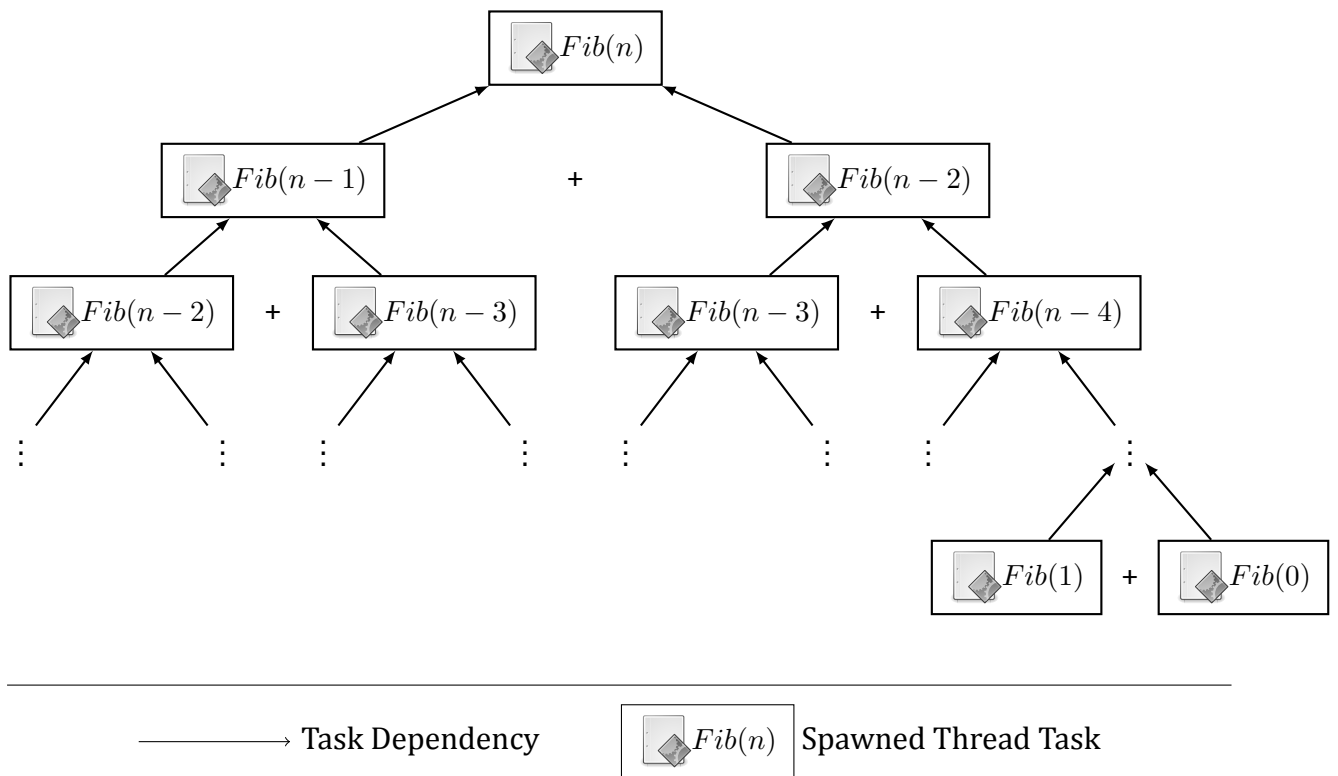 Fib(n)
Fib(n − 1) + Fib(n − 2)
Fib(n − 2) + Fib(n − 3) Fib(n − 3) + Fib(n − 4)
⋮ ⋮ ⋮ ⋮ ⋮ ⋮ ⋮ ⋮
Fib(1) + Fib(0)
Task Dependency Fib(n) Spawned Thread Task